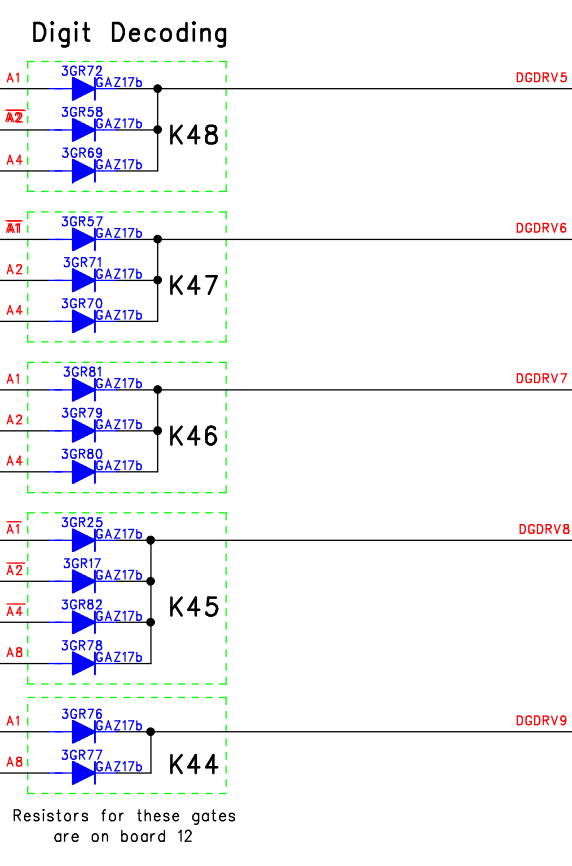 Digit Decoding
3GR72
A1 GAZ17b DGDRV5
3GR58
A2 GAZ17b K48
3GR69
A4 GAZ17b
3GR57
A1 GAZ17b DGDRV6
3GR71
A2 GAZ17b K47
3GR70
A4 GAZ17b
3GR81
A1 GAZ17b DGDRV7
3GR79
A2 GAZ17b K46
3GR80
A4 GAZ17b
3GR25
A1 GAZ17b DGDRV8
3GR17
A2 GAZ17b
3GR82
A4 GAZ17b K45
3GR78
A8 GAZ17b
3GR76
A1 GAZ17b DGDRV9
3GR77
A8 GAZ17b K44
Resistors for these gates
are on board 12